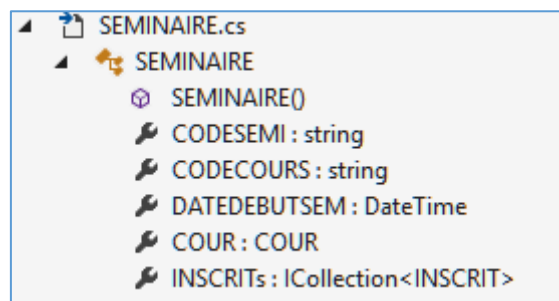 SEMINAIRE.cs
SEMINAIRE
SEMINAIRE()
CODESEMI : string
CODECOURS : string
DATEDEBUTSEM : DateTime
COUR : COUR
INSCRITs : ICollection<INSCRIT>